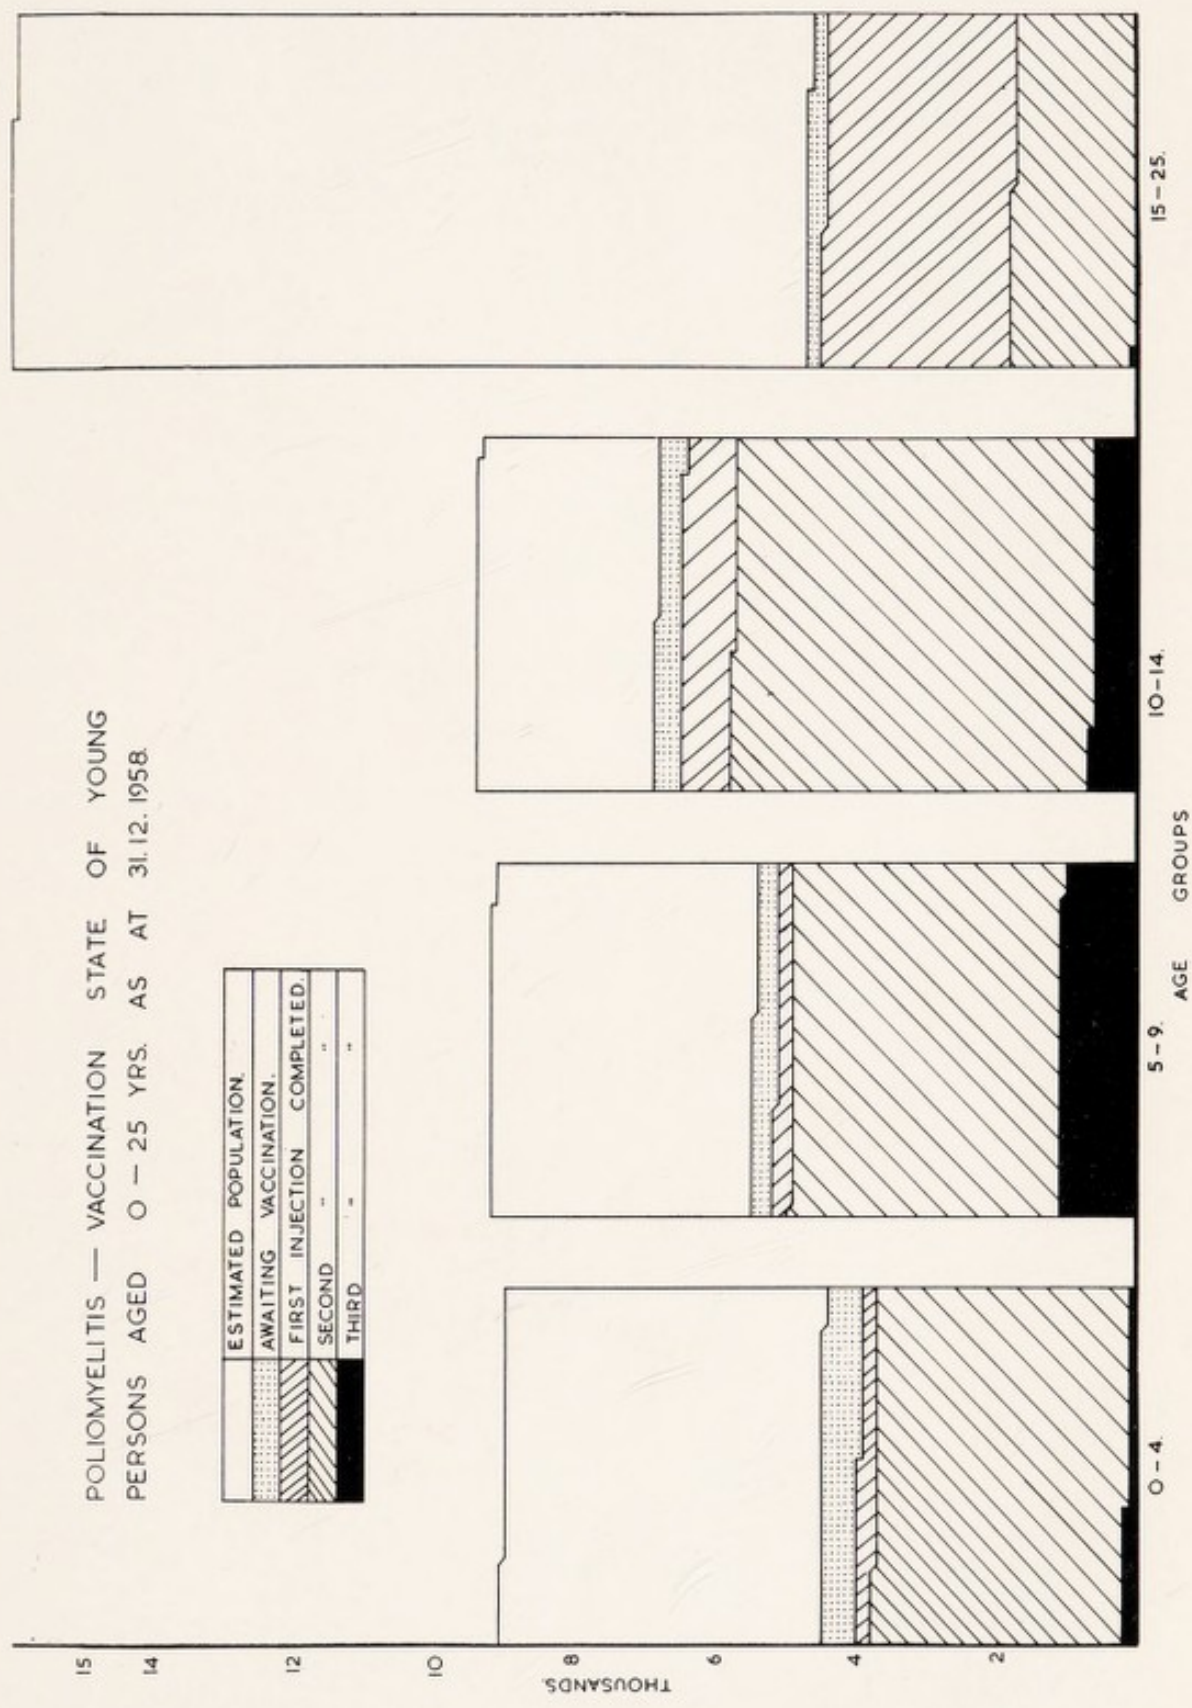 POLIOMYELITIS — VACCINATION STATE OF YOUNG
PERSONS AGED 0 — 25 YRS. AS AT 31.12.1958.
ESTIMATED POPULATION.
AWAITING VACCINATION.
FIRST INJECTION COMPLETED.
SECOND " "
THIRD " "
15
14
12
10
8
6
4
2
THOUSANDS.
0 – 4.
5 – 9.
10 – 14.
15 – 25.
AGE GROUPS